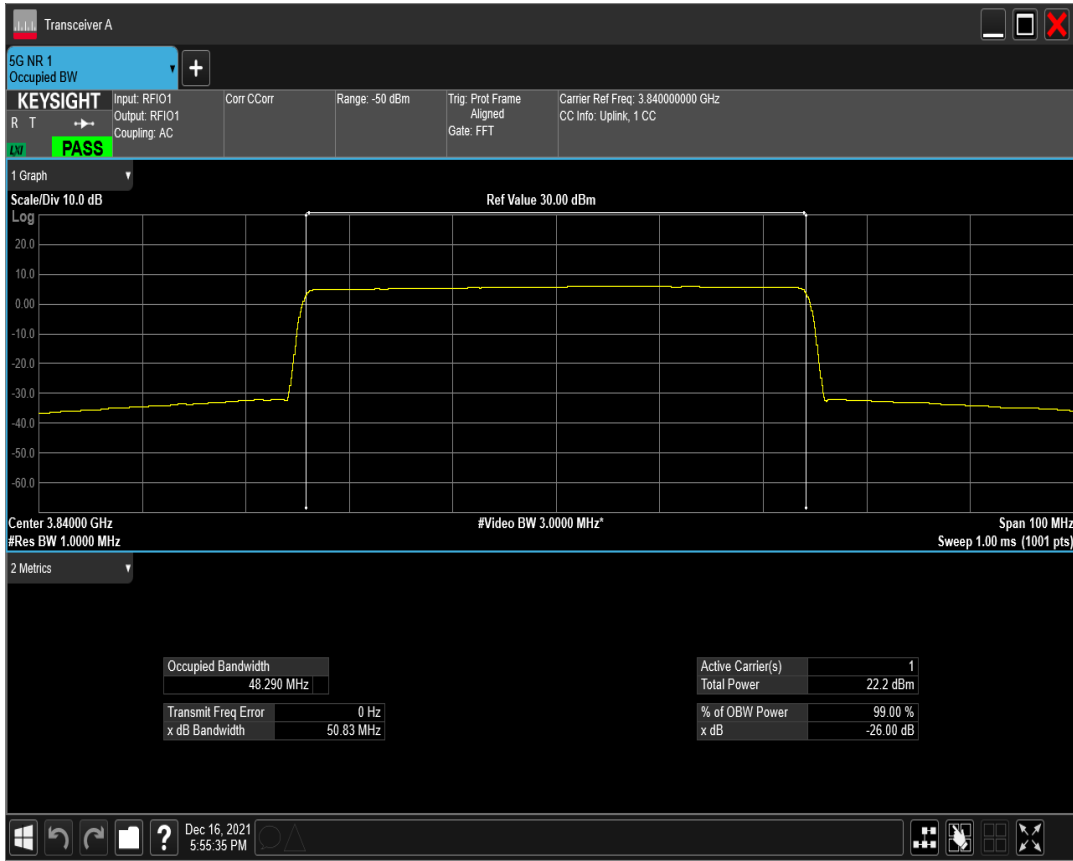 Transceiver A
5G NR 1
Occupied BW
+
KEYSIGHT
R T
LXI
PASS
Input: RFIO1
Output: RFIO1
Coupling: AC
Corr CCorr
Range: -50 dBm
Trig: Prot Frame
Aligned
Gate: FFT
Carrier Ref Freq: 3.840000000 GHz
CC Info: Uplink, 1 CC
1 Graph
Scale/Div 10.0 dB
Ref Value 30.00 dBm
Log
20.0
10.0
0.00
-10.0
-20.0
-30.0
-40.0
-50.0
-60.0
Center 3.84000 GHz
#Video BW 3.0000 MHz*
Span 100 MHz
#Res BW 1.0000 MHz
Sweep 1.00 ms (1001 pts)
2 Metrics
Occupied Bandwidth
48.290 MHz
Transmit Freq Error 0 Hz
x dB Bandwidth 50.83 MHz
Active Carrier(s) 1
Total Power 22.2 dBm
% of OBW Power 99.00 %
x dB -26.00 dB
?
Dec 16, 2021
5:55:35 PM